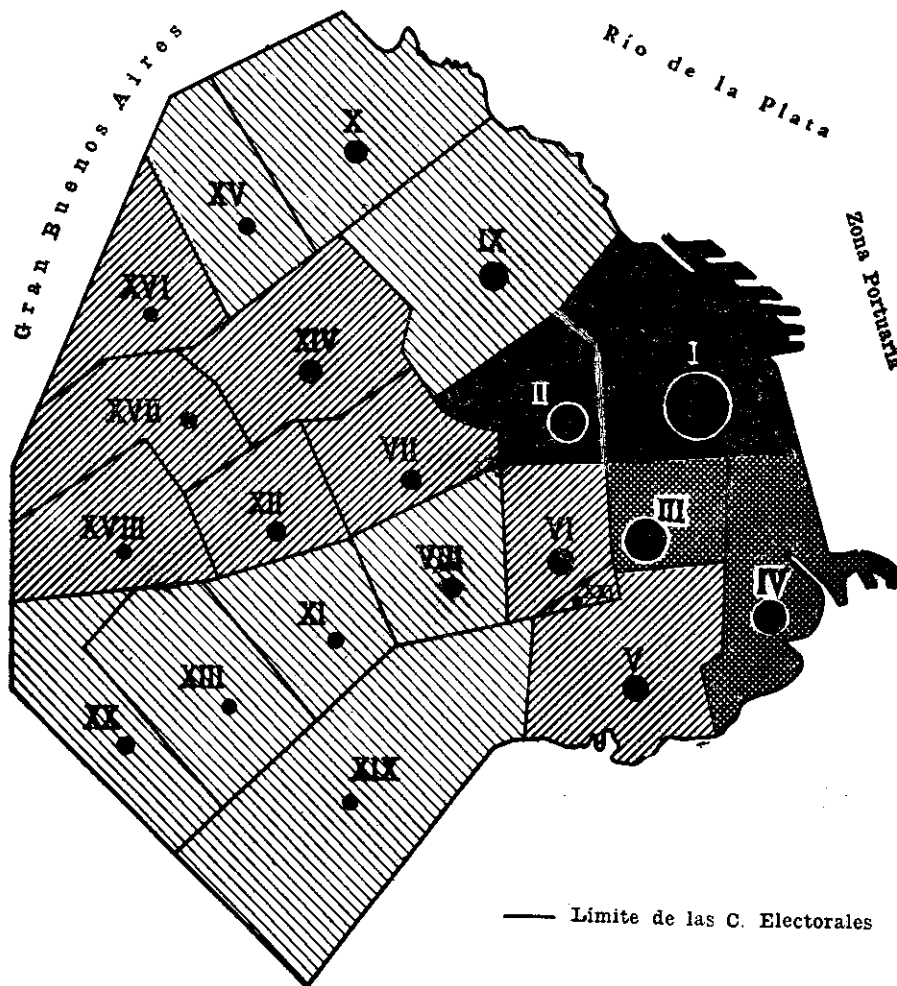 Gran Buenos Aires
Río de la Plata
Zona Portuaria
X
XV
IX
XVI
XIV
I
II
XVII
VII
XII
III
XVIII
VI
VIII
IV
XI
V
XIII
XX
XIX
Límite de las C. Electorales